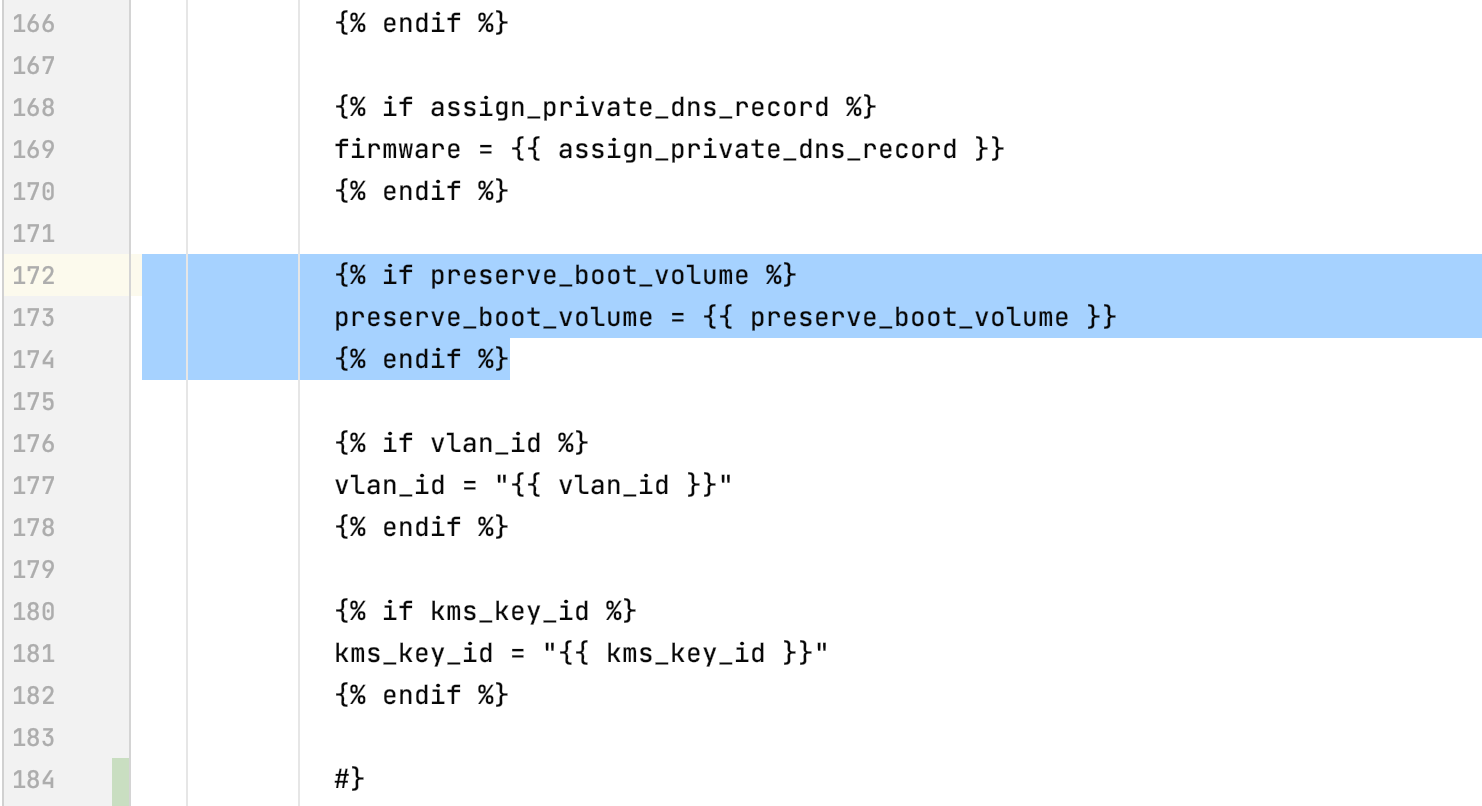 166 {% endif %}
167
168 {% if assign_private_dns_record %}
169 firmware = {{ assign_private_dns_record }}
170 {% endif %}
171
172 {% if preserve_boot_volume %}
173 preserve_boot_volume = {{ preserve_boot_volume }}
174 {% endif %}
175
176 {% if vlan_id %}
177 vlan_id = "{{ vlan_id }}"
178 {% endif %}
179
180 {% if kms_key_id %}
181 kms_key_id = "{{ kms_key_id }}"
182 {% endif %}
183
184 #}